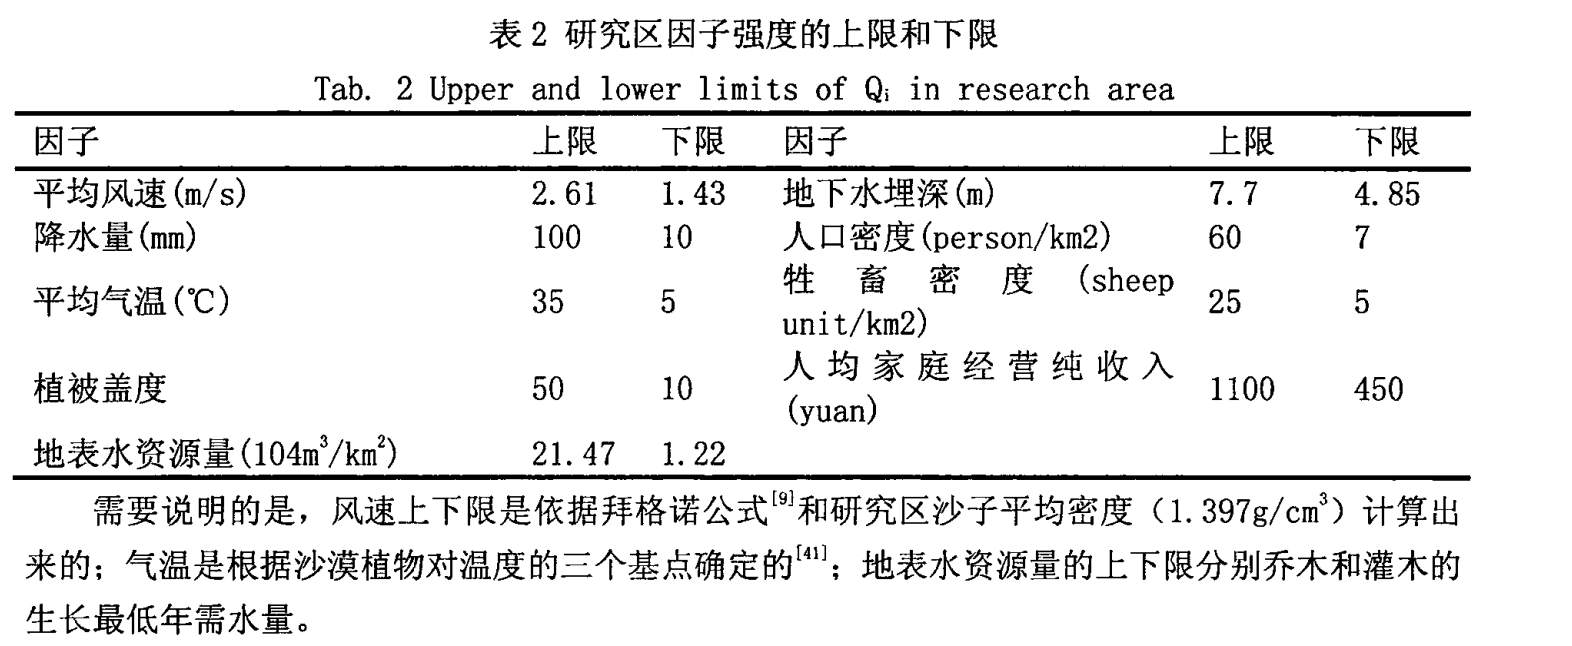 表2 研究区因子强度的上限和下限
Tab. 2 Upper and lower limits of Qi in research area
因子 上限 下限 因子 上限 下限
平均风速(m/s) 2.61 1.43 地下水埋深(m) 7.7 4.85
降水量(mm) 100 10 人口密度(person/km2) 60 7
平均气温(℃) 35 5 牲畜密度(sheep unit/km2) 25 5
植被盖度 50 10 人均家庭经营纯收入(yuan) 1100 450
地表水资源量(104m³/km²) 21.47 1.22
需要说明的是，风速上下限是依据拜格诺公式[9]和研究区沙子平均密度（1.397g/cm³）计算出
来的；气温是根据沙漠植物对温度的三个基点确定的[41]；地表水资源量的上下限分别乔木和灌木的
生长最低年需水量。